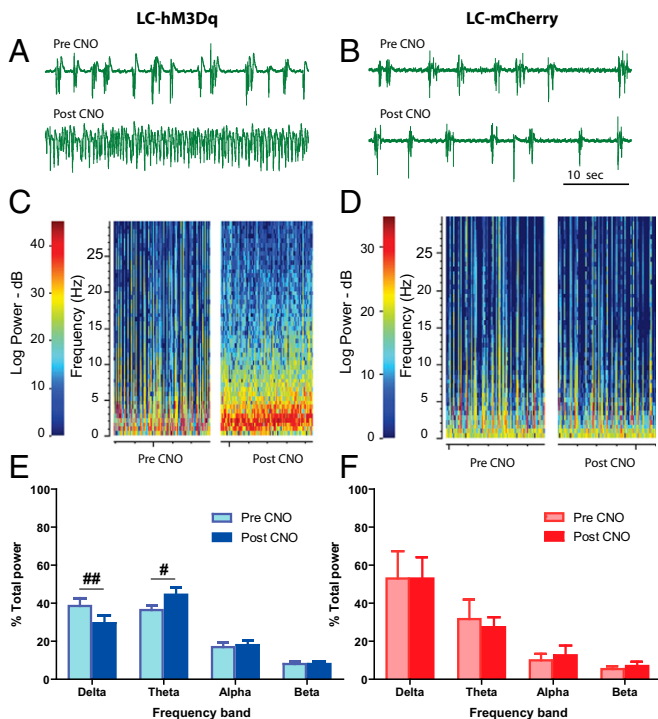 LC-hM3Dq
LC-mCherry
A
Pre CNO
Post CNO
B
Pre CNO
Post CNO
10 sec
C
Log Power - dB
40
30
20
10
0
Frequency (Hz)
25
20
15
10
5
0
Pre CNO
Post CNO
D
Log Power - dB
30
20
10
0
Frequency (Hz)
25
20
15
10
5
0
Pre CNO
Post CNO
E
% Total power
100
80
60
40
20
0
Pre CNO
Post CNO
##
#
Delta
Theta
Alpha
Beta
Frequency band
F
% Total power
100
80
60
40
20
0
Pre CNO
Post CNO
Delta
Theta
Alpha
Beta
Frequency band